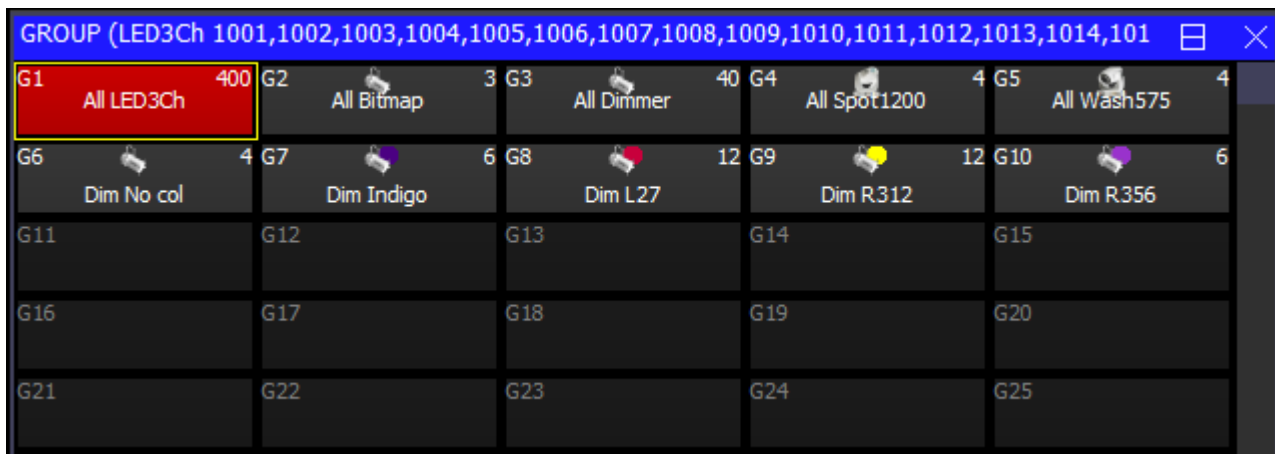 GROUP (LED3Ch 1001,1002,1003,1004,1005,1006,1007,1008,1009,1010,1011,1012,1013,1014,101
G1 400 G2 3 G3 40 G4 4 G5 4
All LED3Ch All Bitmap All Dimmer All Spot1200 All Wash575
G6 4 G7 6 G8 12 G9 12 G10 6
Dim No col Dim Indigo Dim L27 Dim R312 Dim R356
G11 G12 G13 G14 G15
G16 G17 G18 G19 G20
G21 G22 G23 G24 G25